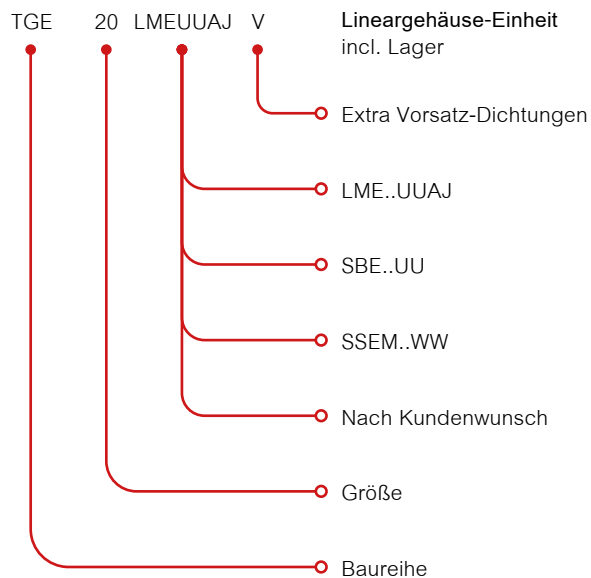 TGE 20 LMEUUAJ V Lineargehäuse-Einheit
incl. Lager
Extra Vorsatz-Dichtungen
LME..UUAJ
SBE..UU
SSEM..WW
Nach Kundenwunsch
Größe
Baureihe